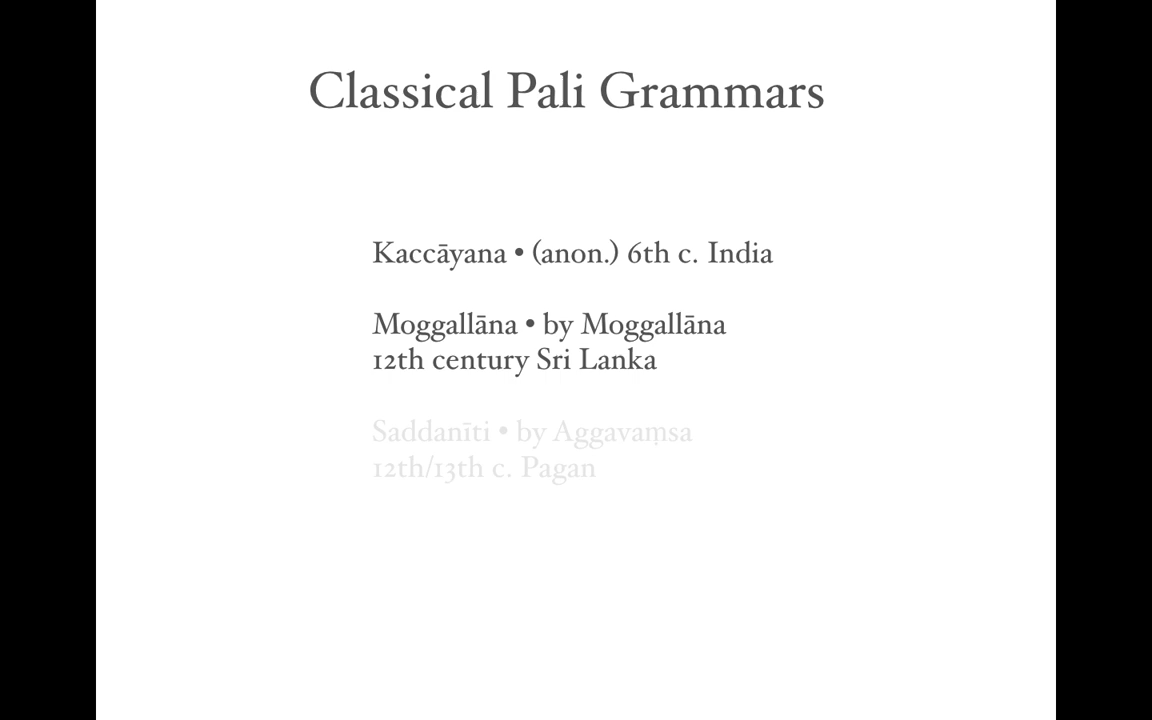 Classical Pali Grammars
Kaccāyana • (anon.) 6th c. India
Moggallāna • by Moggallāna
12th century Sri Lanka
Saddanīti • by Aggavaṃsa
12th/13th c. Pagan